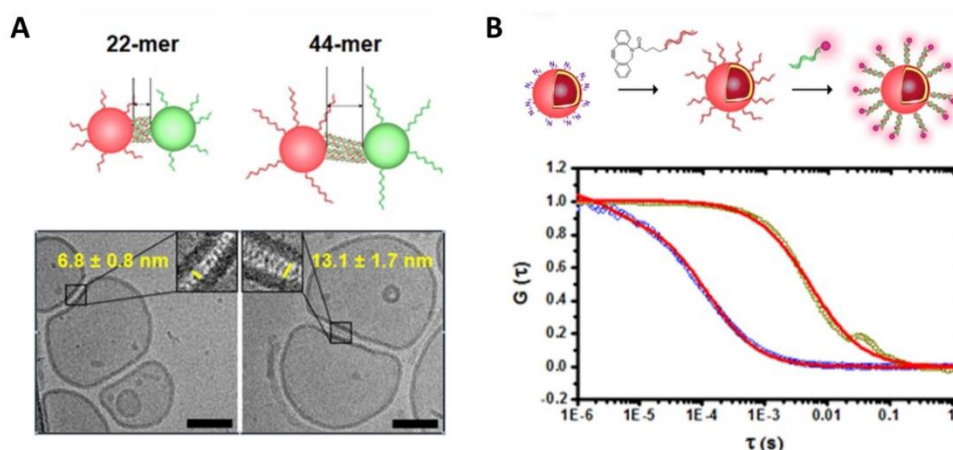 A
22-mer
44-mer
6.8 ± 0.8 nm
13.1 ± 1.7 nm
B
N₃
N
O
G (τ)
1.2
1.0
0.8
0.6
0.4
0.2
0.0
-0.2
1E-6
1E-5
1E-4
1E-3
0.01
0.1
τ (s)